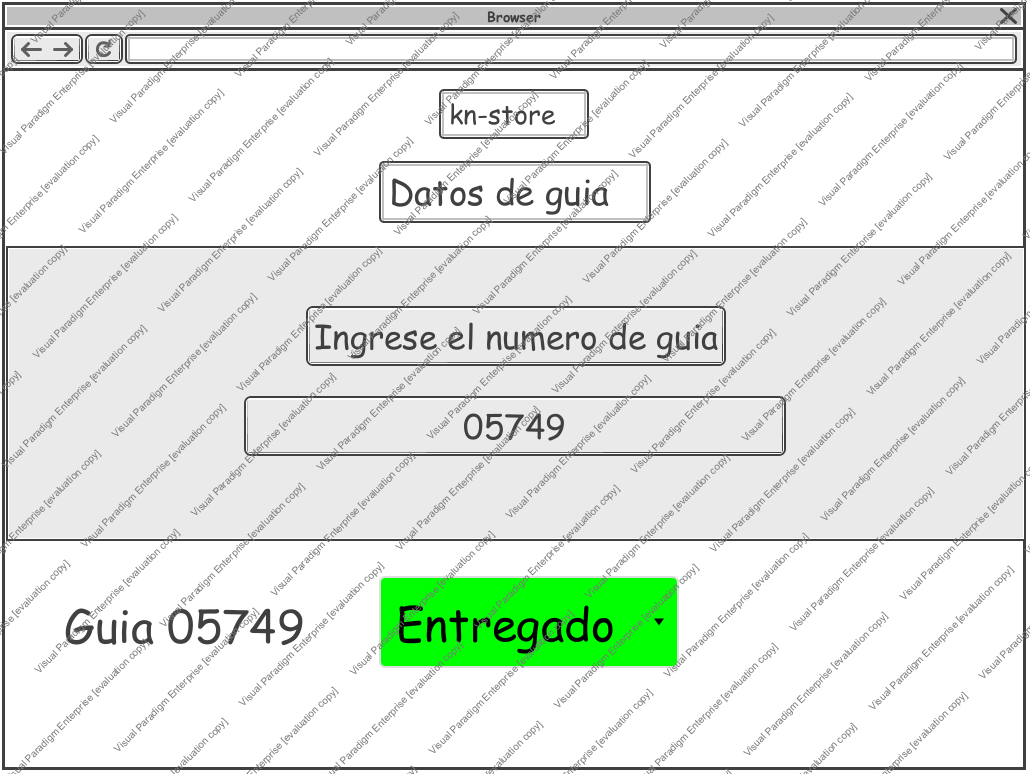 Browser
kn-store
Datos de guia
Ingrese el numero de guia
05749
Guia 05749
Entregado
Visual Paradigm Enterprise [evaluation copy]